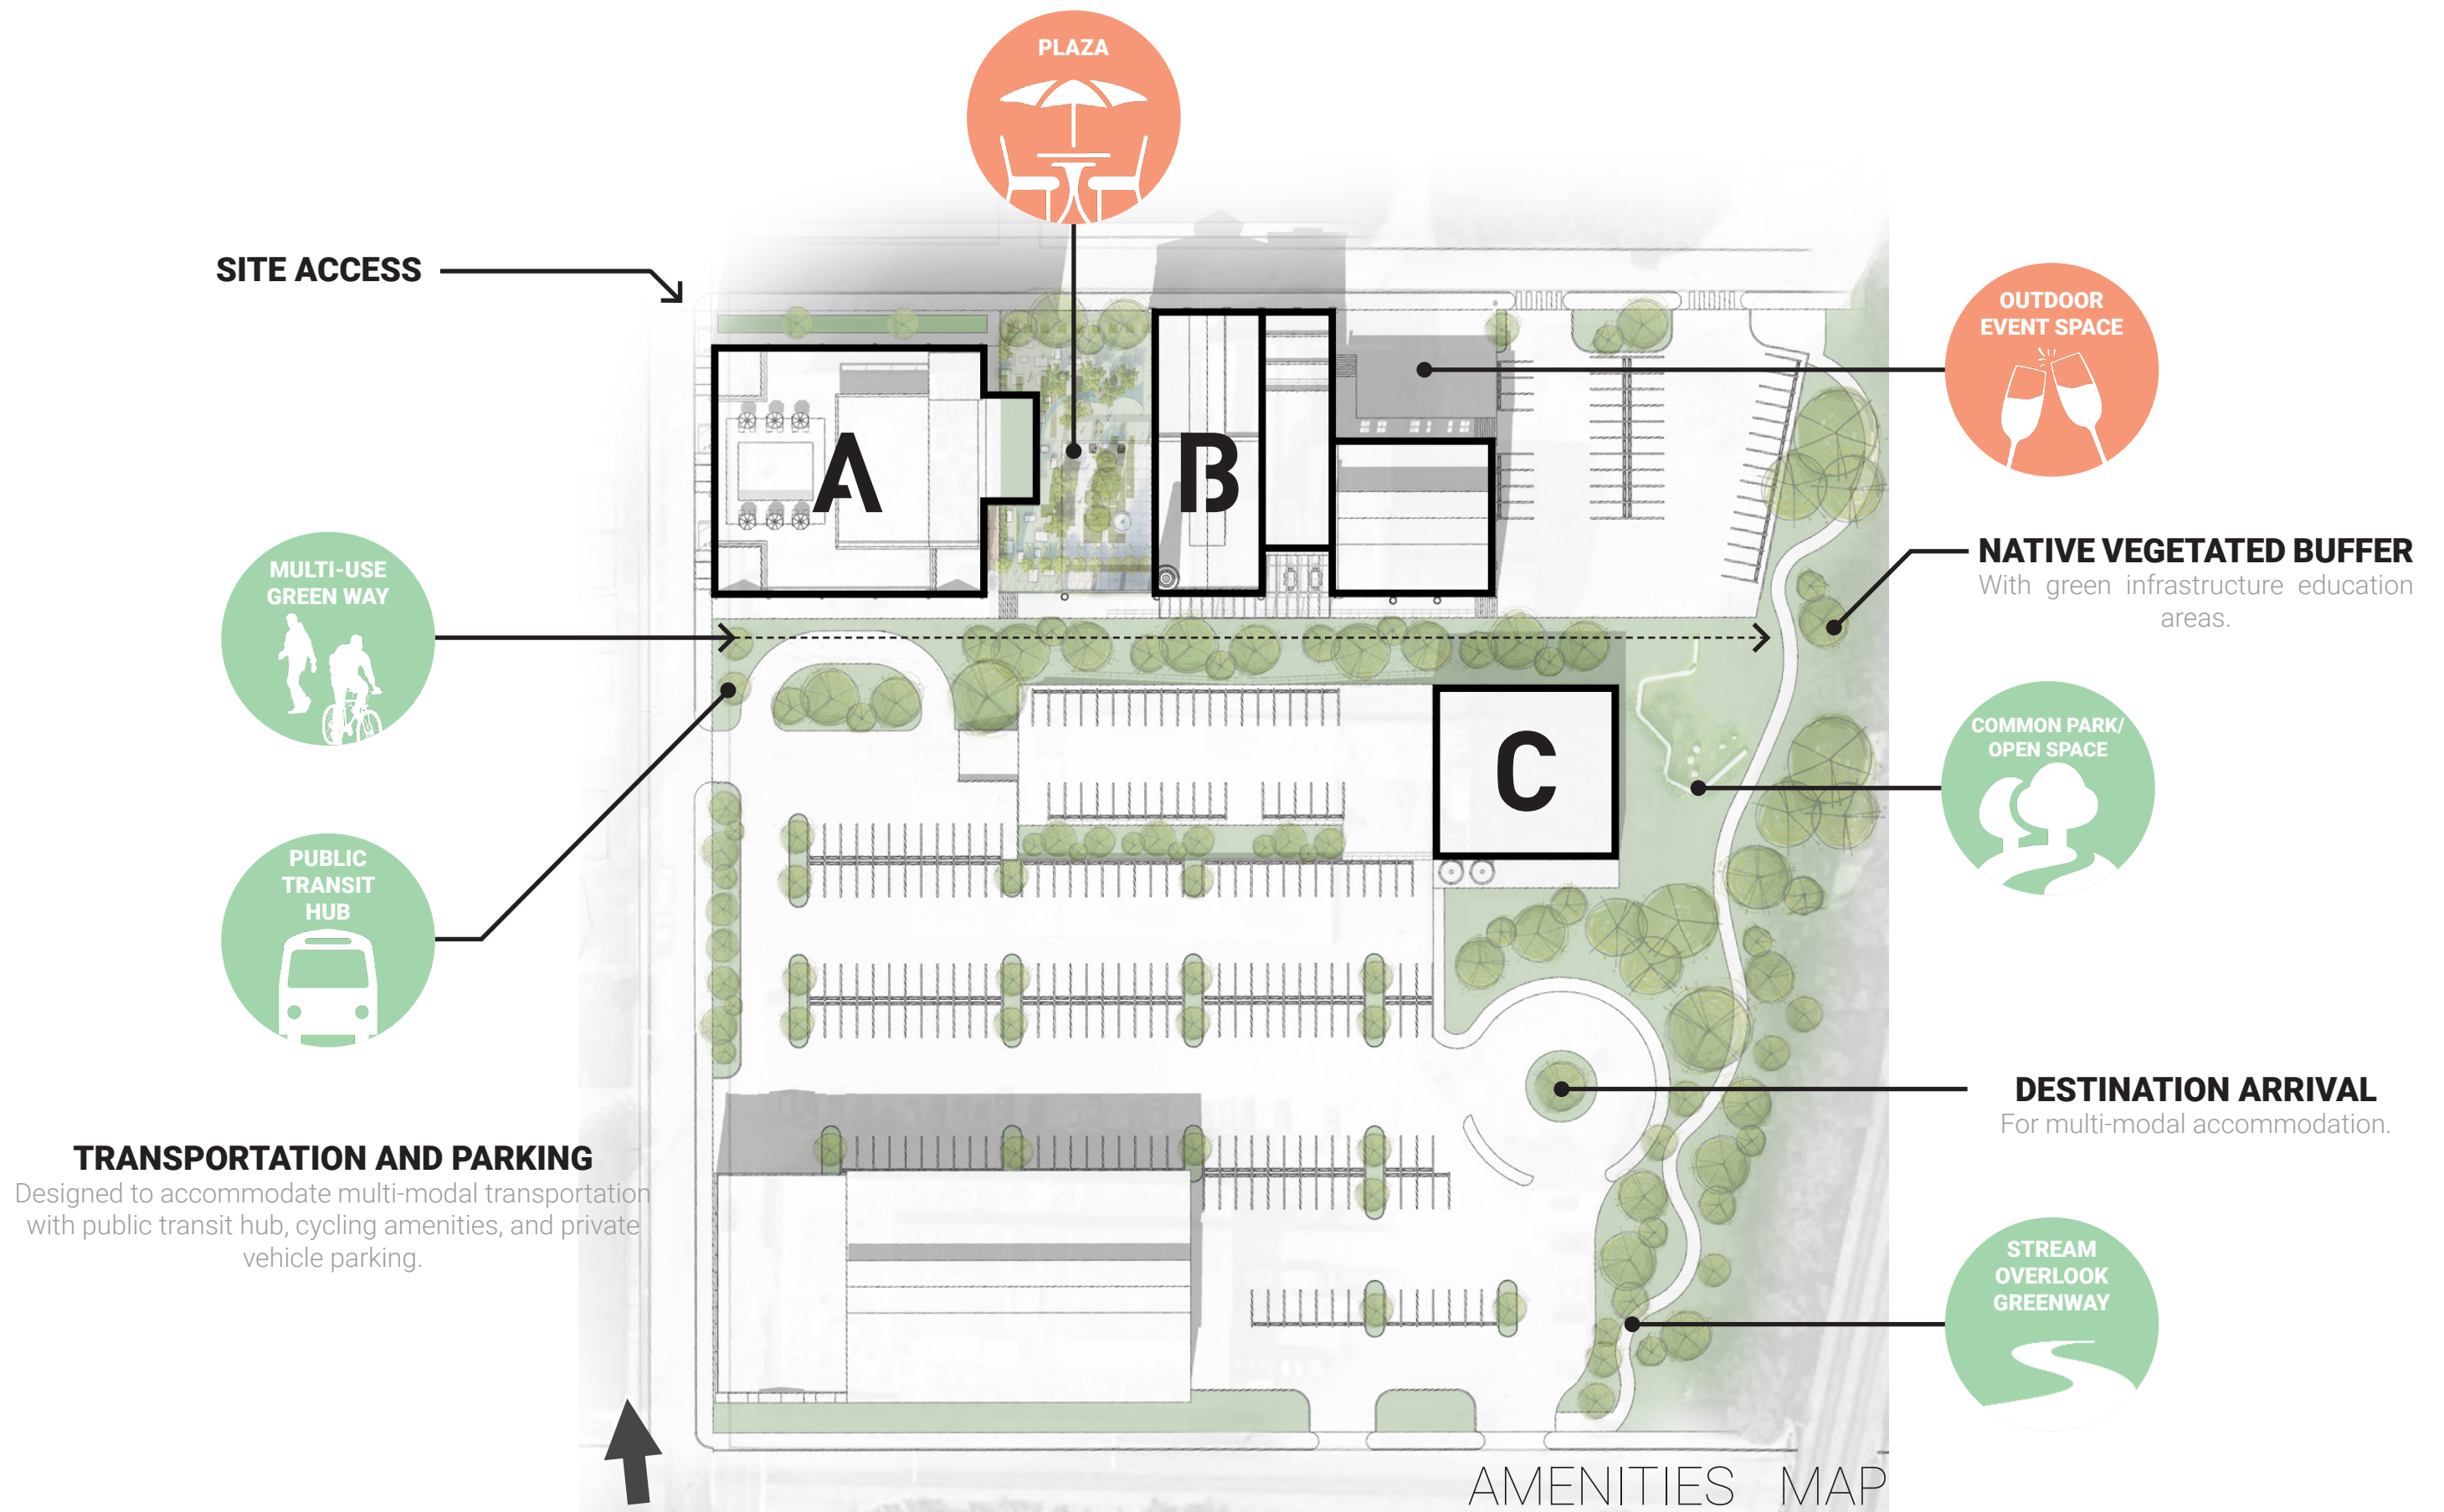 PLAZA
SITE ACCESS
OUTDOOR
EVENT SPACE
A
B
NATIVE VEGETATED BUFFER
With green infrastructure education
areas.
MULTI-USE
GREEN WAY
COMMON PARK/
OPEN SPACE
C
PUBLIC
TRANSIT
HUB
DESTINATION ARRIVAL
For multi-modal accommodation.
TRANSPORTATION AND PARKING
Designed to accommodate multi-modal transportation
with public transit hub, cycling amenities, and private
vehicle parking.
STREAM
OVERLOOK
GREENWAY
AMENITIES MAP